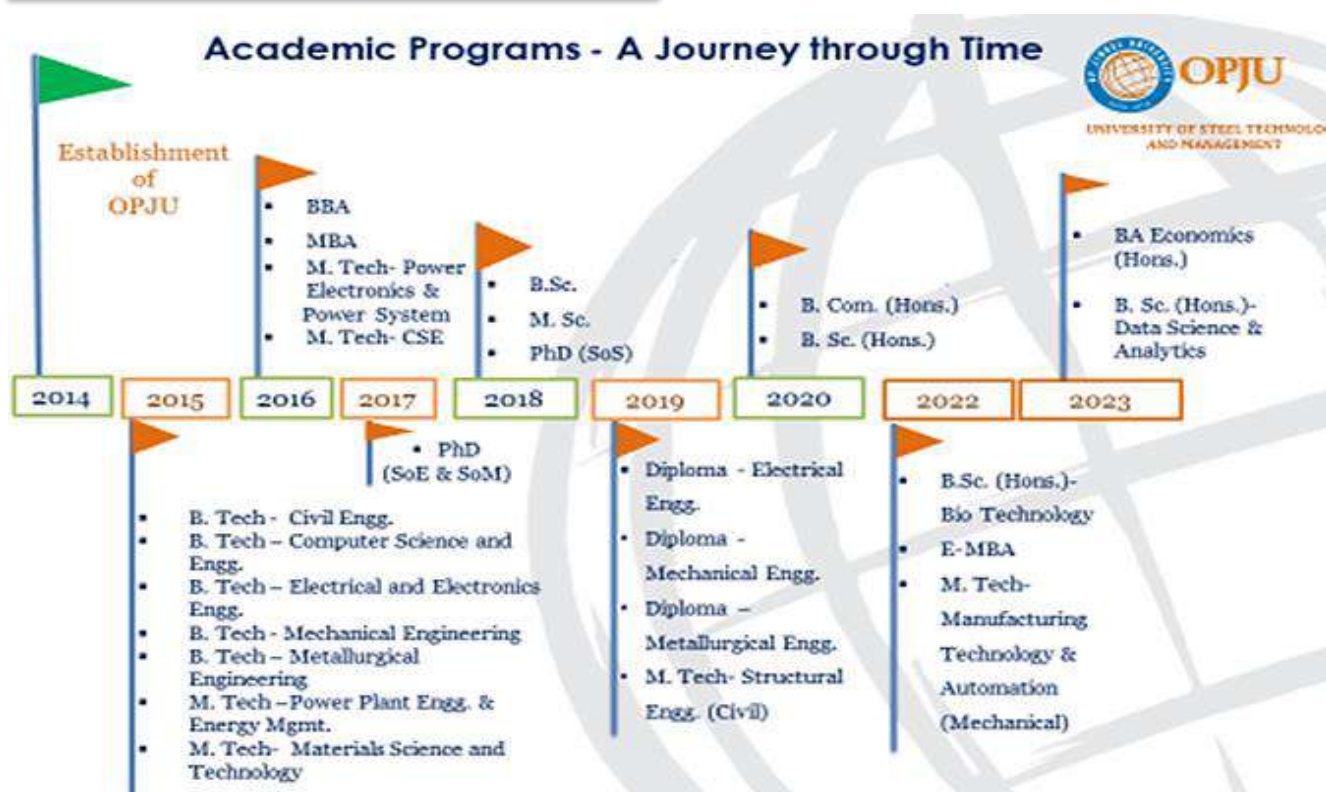 Academic Programs - A Journey through Time
OPJU
UNIVERSITY OF STEEL TECHNOLO
AND MANAGEMENT
Establishment
of
OPJU
▪ BBA
▪ MBA
▪ M. Tech- Power
Electronics &
Power System
▪ M. Tech- CSE
▪ B.Sc.
▪ M. Sc.
▪ PhD (SoS)
▪ B. Com. (Hons.)
▪ B. Sc. (Hons.)
▪ BA Economics
(Hons.)
▪ B. Sc. (Hons.)-
Data Science &
Analytics
2014 2015 2016 2017 2018 2019 2020 2022 2023
▪ B. Tech - Civil Engg.
▪ B. Tech – Computer Science and
Engg.
▪ B. Tech – Electrical and Electronics
Engg.
▪ B. Tech - Mechanical Engineering
▪ B. Tech – Metallurgical
Engineering
▪ M. Tech –Power Plant Engg. &
Energy Mgmt.
▪ M. Tech- Materials Science and
Technology
• PhD
(SoE & SoM)
▪ Diploma - Electrical
Engg.
▪ Diploma -
Mechanical Engg.
▪ Diploma –
Metallurgical Engg.
▪ M. Tech- Structural
Engg. (Civil)
▪ B.Sc. (Hons.)-
Bio Technology
▪ E-MBA
▪ M. Tech-
Manufacturing
Technology &
Automation
(Mechanical)